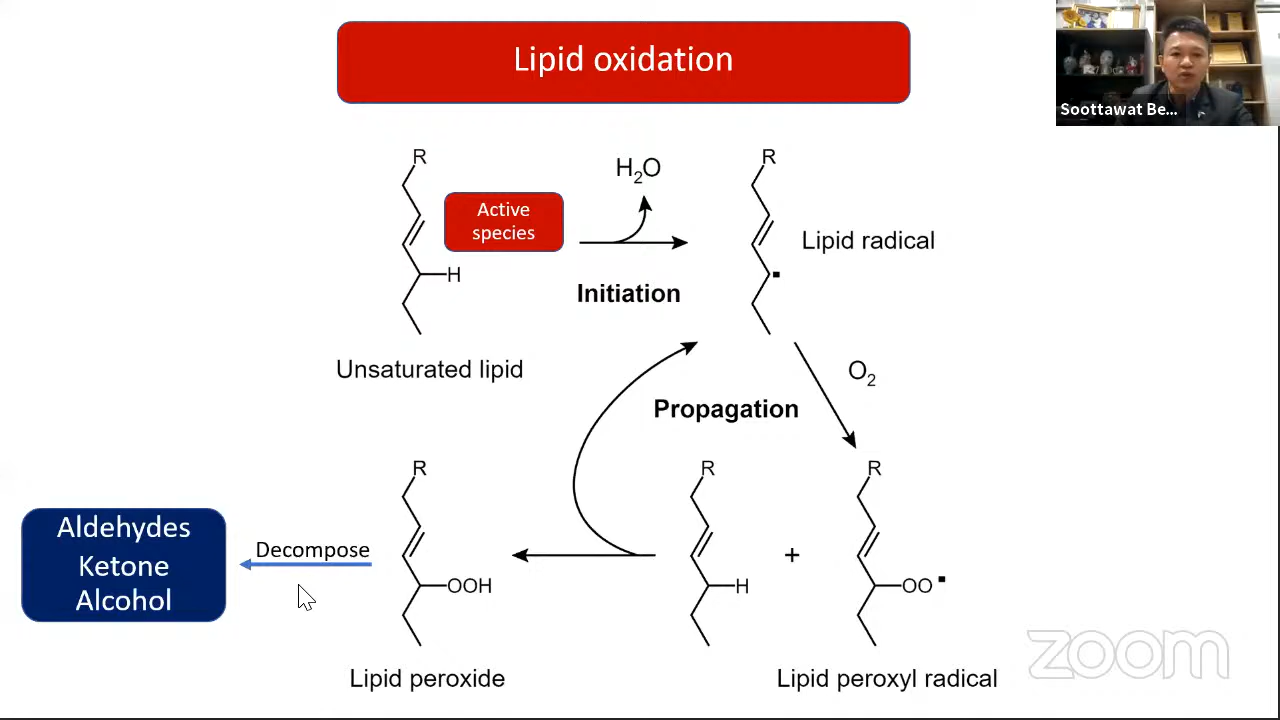 Lipid oxidation
Soottawat Be...
R
H₂O
R
Active
species
Lipid radical
H
Initiation
Unsaturated lipid
O₂
Propagation
R
R
R
Aldehydes
Ketone
Alcohol
Decompose
OOH
H
+
OO
Lipid peroxide
Lipid peroxyl radical
zoom